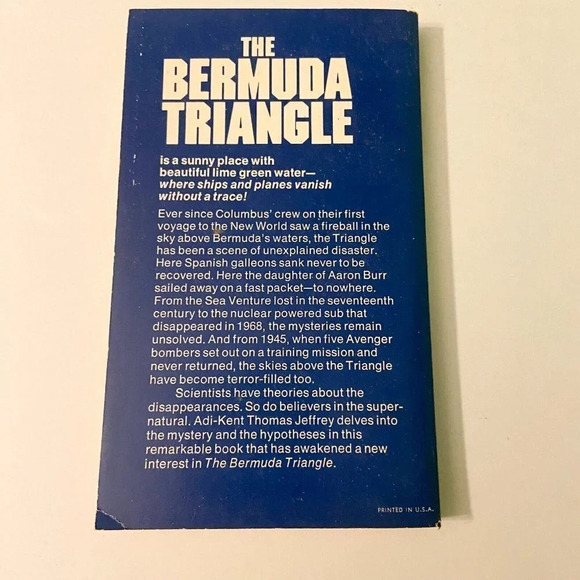 THE
BERMUDA
TRIANGLE
is a sunny place with
beautiful lime green water—
where ships and planes vanish
without a trace!
Ever since Columbus' crew on their first
voyage to the New World saw a fireball in the
sky above Bermuda's waters, the Triangle
has been a scene of unexplained disaster.
Here Spanish galleons sank never to be
recovered. Here the daughter of Aaron Burr
sailed away on a fast packet—to nowhere.
From the Sea Venture lost in the seventeenth
century to the nuclear powered sub that
disappeared in 1968, the mysteries remain
unsolved. And from 1945, when five Avenger
bombers set out on a training mission and
never returned, the skies above the Triangle
have become terror-filled too.
Scientists have theories about the
disappearances. So do believers in the super-
natural. Adi-Kent Thomas Jeffrey delves into
the mystery and the hypotheses in this
remarkable book that has awakened a new
interest in The Bermuda Triangle.
PRINTED IN U.S.A.